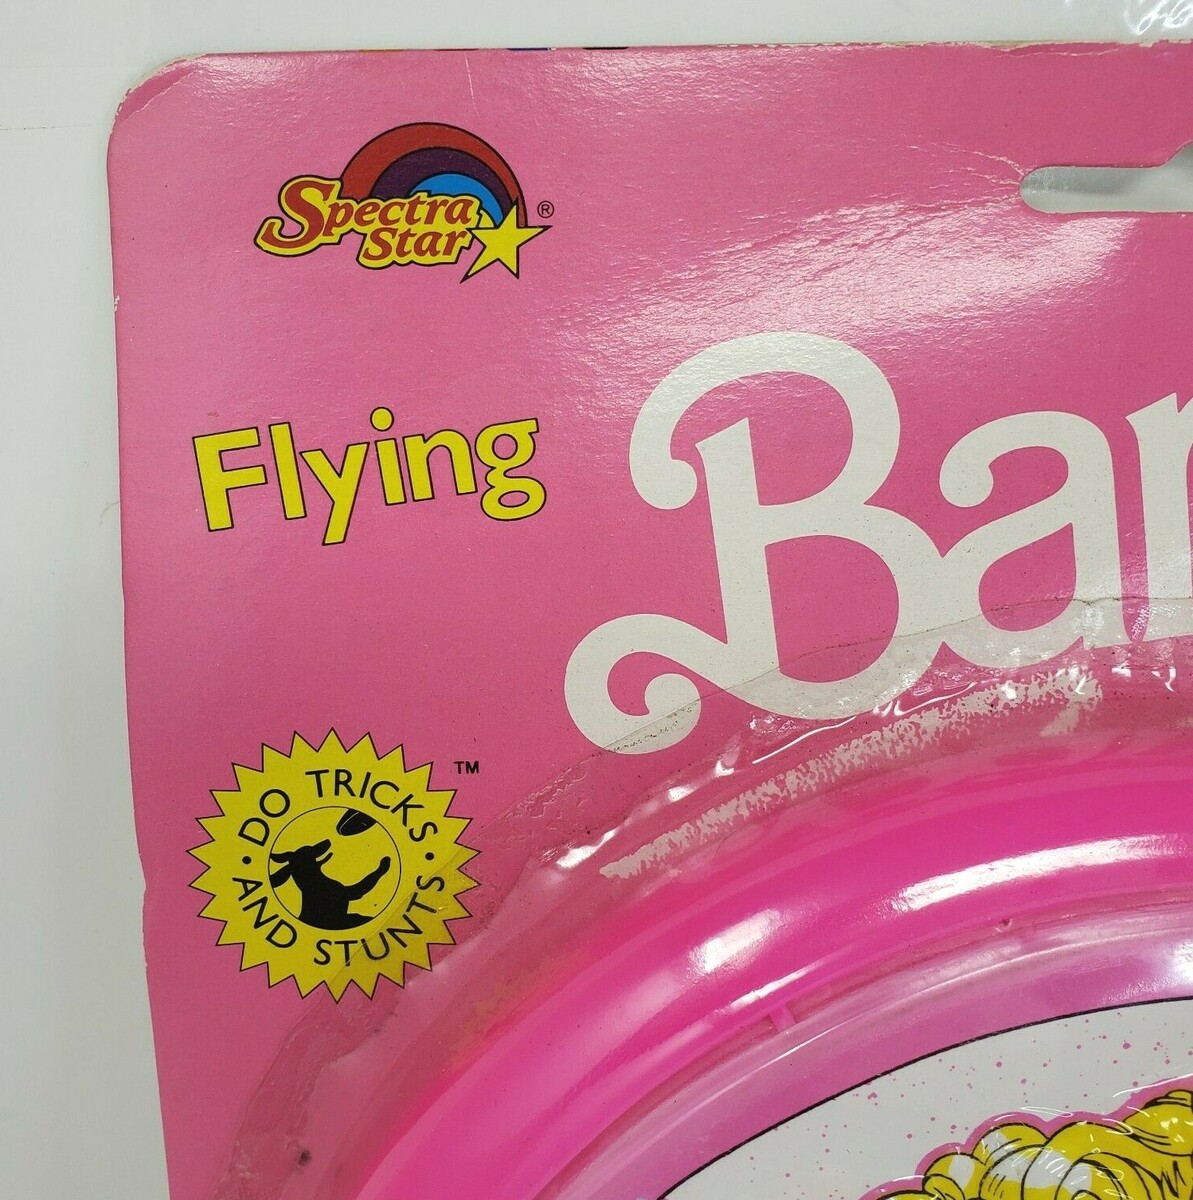 Spectra
Star®
Flying
Bar
DO TRICKS
· AND STUNTS ·
™